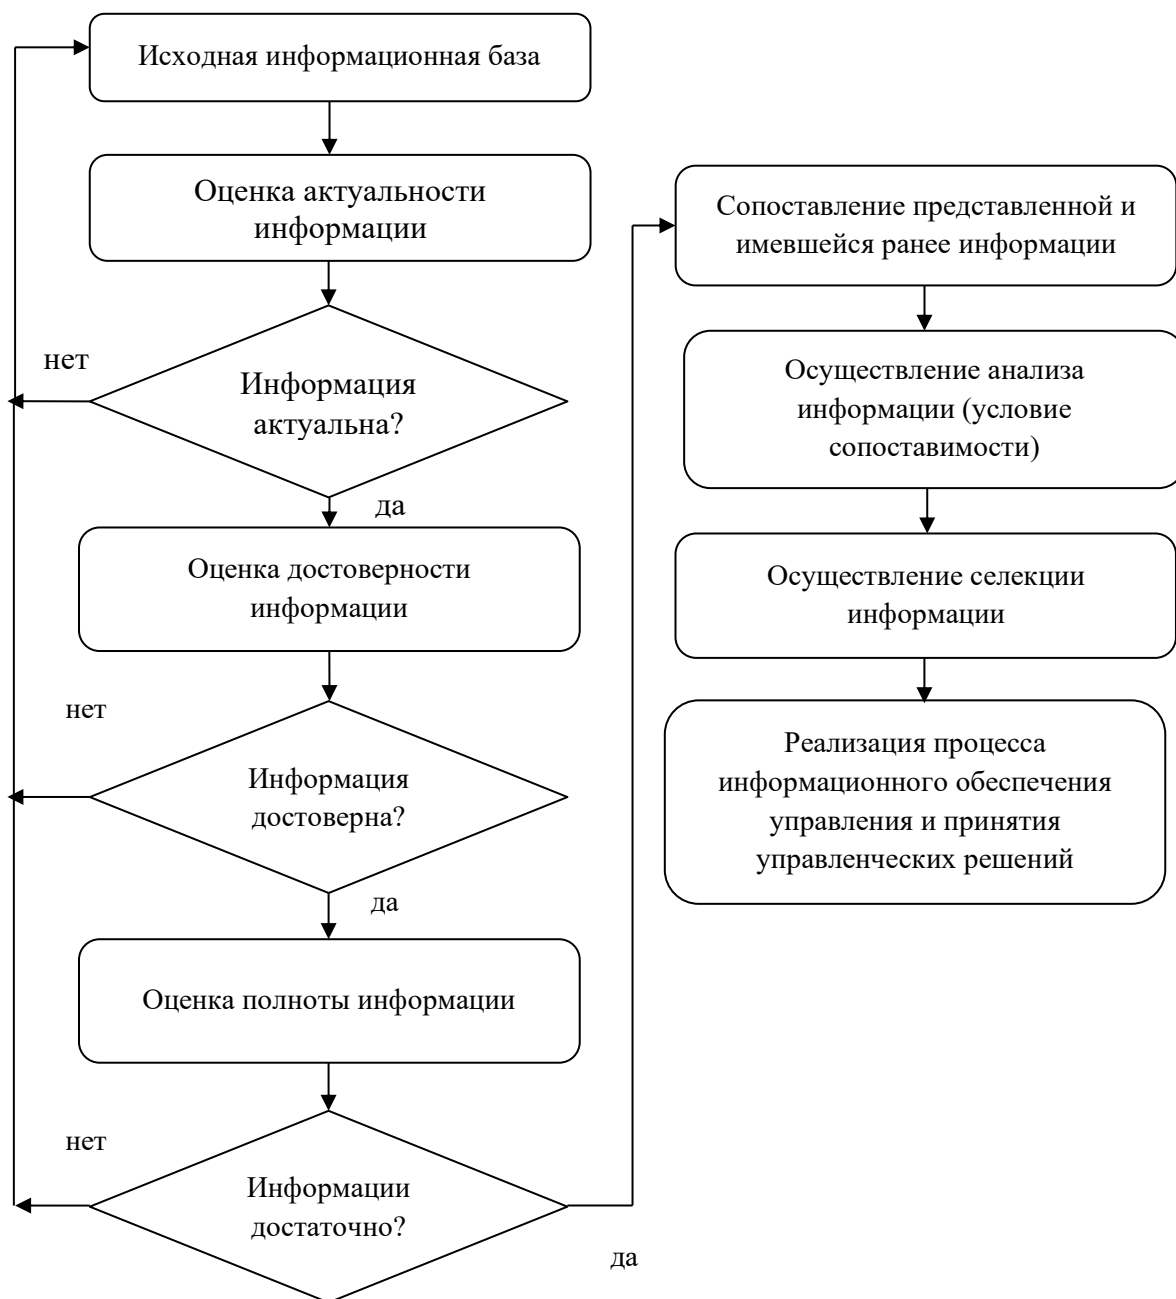 Исходная информационная база
Оценка актуальности
информации
нет
Информация
актуальна?
да
Оценка достоверности
информации
нет
Информация
достоверна?
да
Оценка полноты информации
нет
Информации
достаточно?
да
Сопоставление представленной и
имевшейся ранее информации
Осуществление анализа
информации (условие
сопоставимости)
Осуществление селекции
информации
Реализация процесса
информационного обеспечения
управления и принятия
управленческих решений